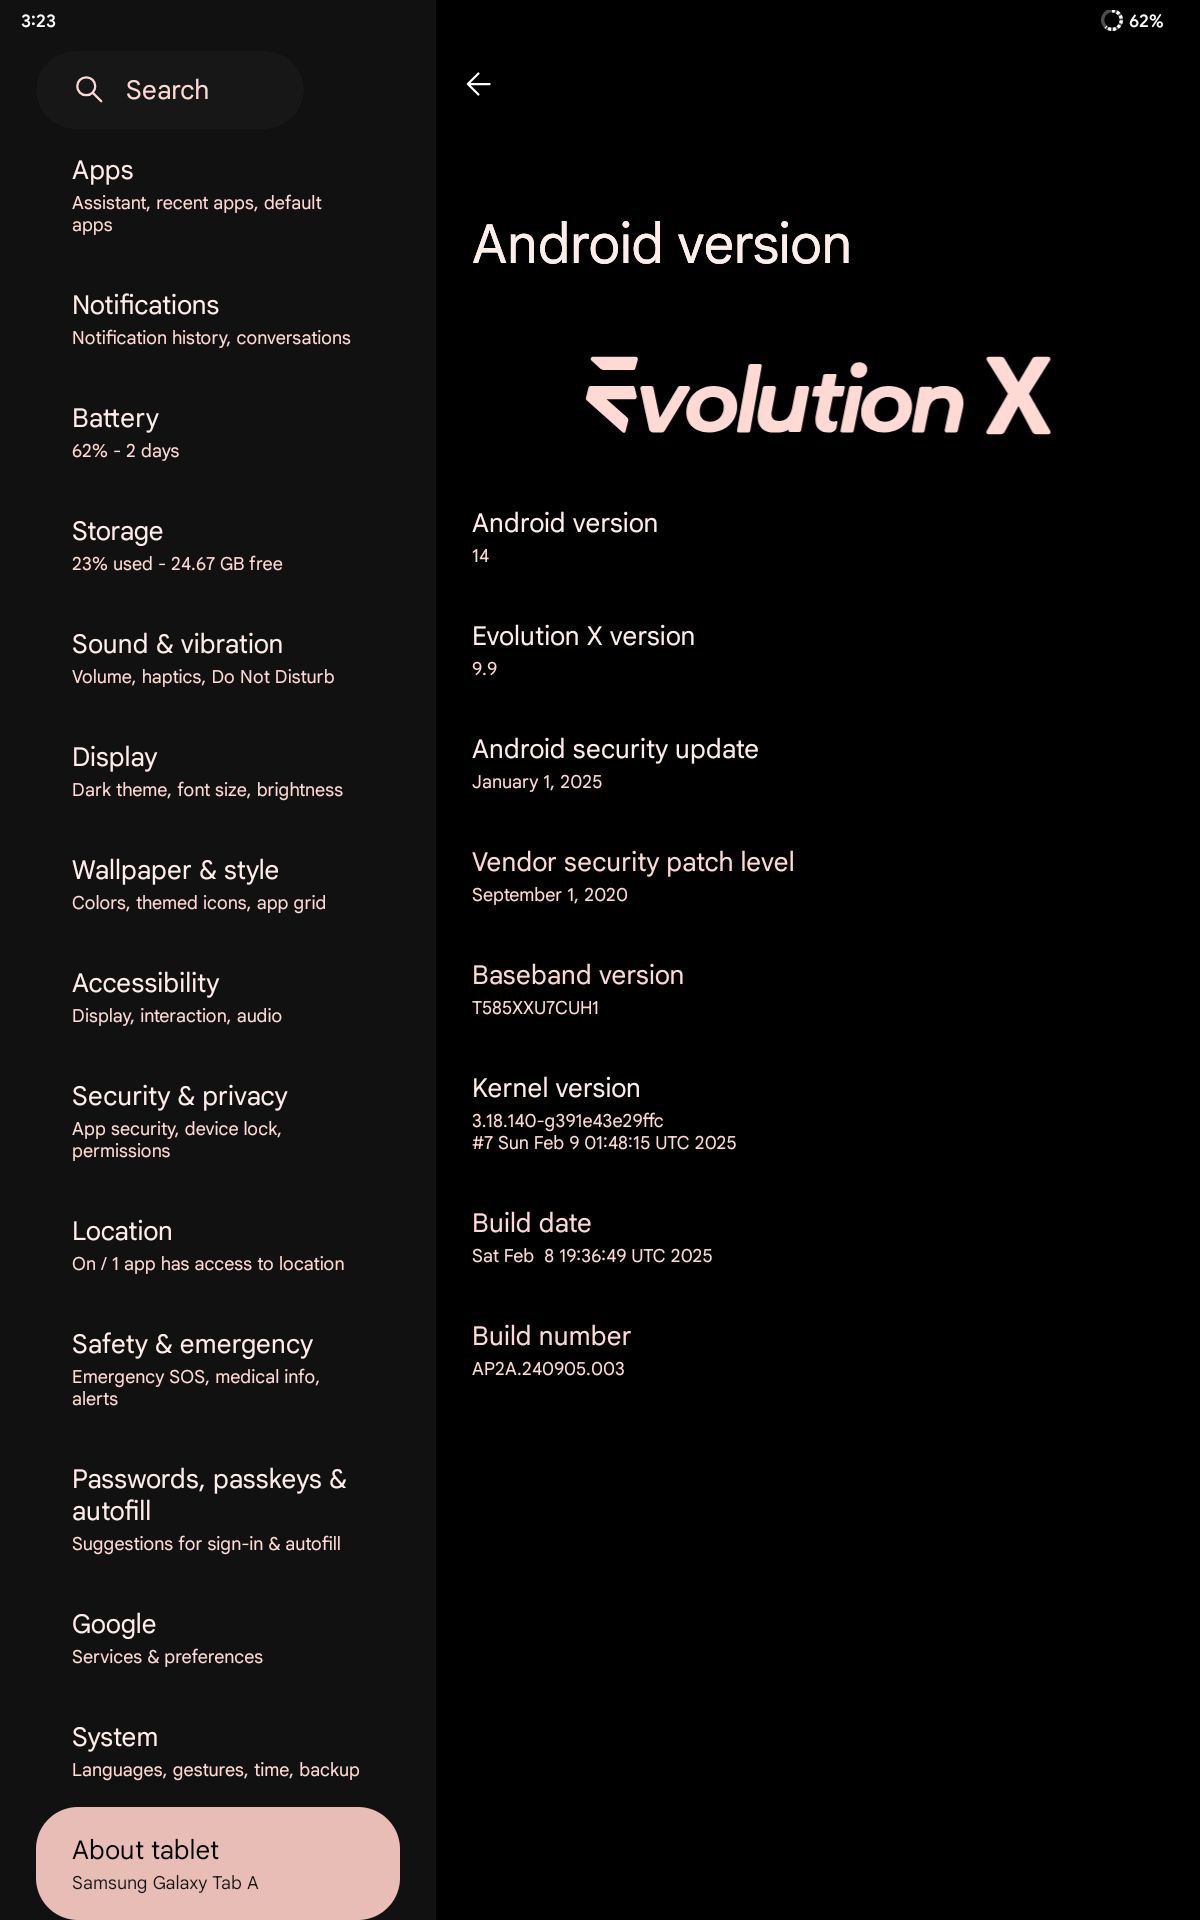 3:23
62%
Search
Apps
Assistant, recent apps, default
apps
Notifications
Notification history, conversations
Battery
62% - 2 days
Storage
23% used - 24.67 GB free
Sound & vibration
Volume, haptics, Do Not Disturb
Display
Dark theme, font size, brightness
Wallpaper & style
Colors, themed icons, app grid
Accessibility
Display, interaction, audio
Security & privacy
App security, device lock,
permissions
Location
On / 1 app has access to location
Safety & emergency
Emergency SOS, medical info,
alerts
Passwords, passkeys &
autofill
Suggestions for sign-in & autofill
Google
Services & preferences
System
Languages, gestures, time, backup
About tablet
Samsung Galaxy Tab A
Android version
Evolution X
Android version
14
Evolution X version
9.9
Android security update
January 1, 2025
Vendor security patch level
September 1, 2020
Baseband version
T585XXU7CUH1
Kernel version
3.18.140-g391e43e29ffc
#7 Sun Feb 9 01:48:15 UTC 2025
Build date
Sat Feb  8 19:36:49 UTC 2025
Build number
AP2A.240905.003